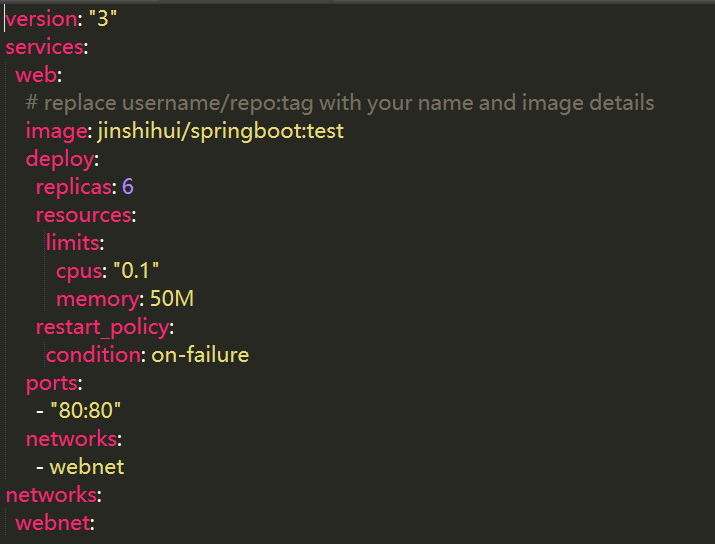 version: "3"
services:
  web:
    # replace username/repo:tag with your name and image details
    image: jinshihui/springboot:test
    deploy:
      replicas: 6
      resources:
        limits:
          cpus: "0.1"
          memory: 50M
      restart_policy:
        condition: on-failure
    ports:
      - "80:80"
    networks:
      - webnet
networks:
  webnet: